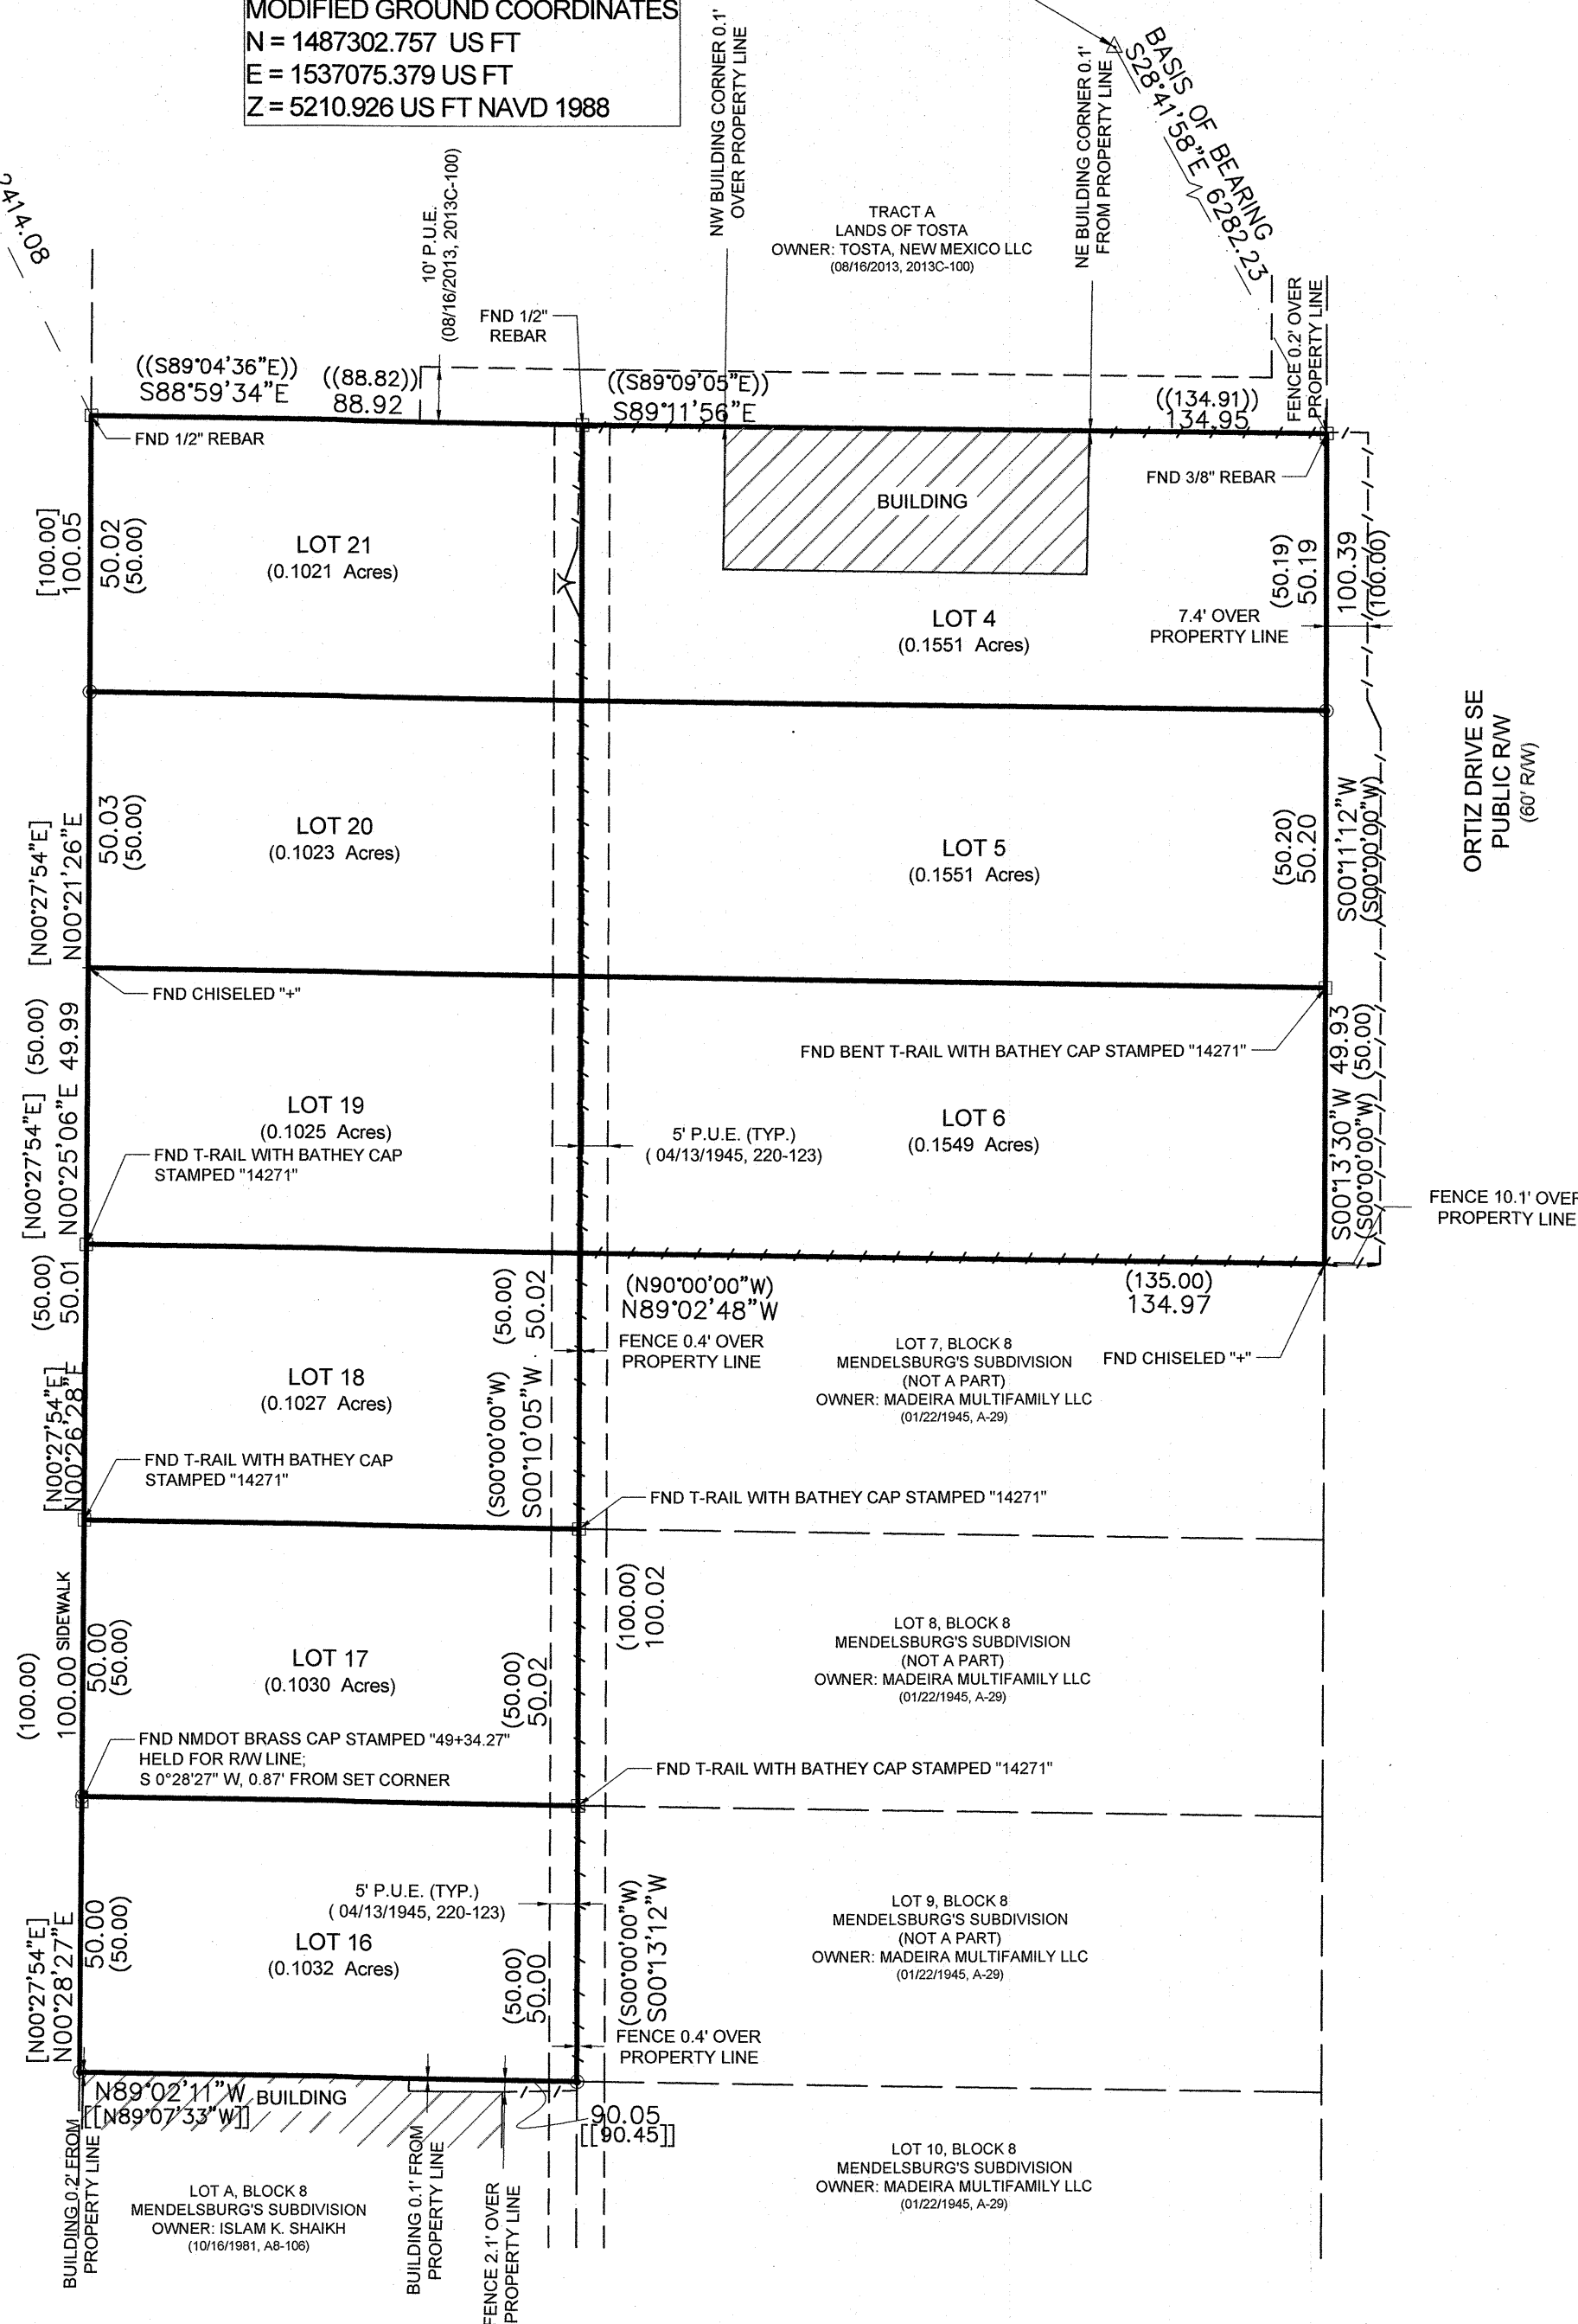 MODIFIED GROUND COORDINATES
N = 1487302.757 US FT
E = 1537075.379 US FT
Z = 5210.926 US FT NAVD 1988
414.08
10' P.U.E.
(08/16/2013, 2013C-100)
NW BUILDING CORNER 0.1'
OVER PROPERTY LINE
TRACT A
LANDS OF TOSTA
OWNER: TOSTA, NEW MEXICO LLC
(08/16/2013, 2013C-100)
NE BUILDING CORNER 0.1'
FROM PROPERTY LINE
BASIS OF BEARING
S28°41'58"E 6282.23
FENCE 0.2' OVER
PROPERTY LINE
FND 1/2"
REBAR
((S89°04'36"E))
S88°59'34"E
((88.82))
88.92
((S89°09'05"E))
S89°11'56"E
((134.91))
134.95
FND 1/2" REBAR
FND 3/8" REBAR
BUILDING
[100.00]
100.05
50.02
(50.00)
LOT 21
(0.1021 Acres)
LOT 4
(0.1551 Acres)
(50.19)
50.19
100.39
(100.00)
7.4' OVER
PROPERTY LINE
ORTIZ DRIVE SE
PUBLIC R/W
(60' R/W)
[N00°27'54"E]
N00°21'26"E
50.03
(50.00)
LOT 20
(0.1023 Acres)
LOT 5
(0.1551 Acres)
(50.20)
50.20
S00°11'12"W
(S00°00'00"W)
FND CHISELED "+"
[N00°27'54"E] (50.00)
N00°25'06"E 49.99
FND BENT T-RAIL WITH BATHEY CAP STAMPED "14271"
LOT 19
(0.1025 Acres)
FND T-RAIL WITH BATHEY CAP
STAMPED "14271"
5' P.U.E. (TYP.)
( 04/13/1945, 220-123)
LOT 6
(0.1549 Acres)
S00°13'30"W 49.93
(S00°00'00"W) (50.00)
FENCE 10.1' OVER
PROPERTY LINE
[N00°27'54"E] (50.00)
N00°26'28"E 50.01
(S00°00'00"W) (50.00)
S00°10'05"W 50.02
(N90°00'00"W)
N89°02'48"W
(135.00)
134.97
FENCE 0.4' OVER
PROPERTY LINE
LOT 7, BLOCK 8
MENDELSBURG'S SUBDIVISION
(NOT A PART)
OWNER: MADEIRA MULTIFAMILY LLC
(01/22/1945, A-29)
FND CHISELED "+"
LOT 18
(0.1027 Acres)
FND T-RAIL WITH BATHEY CAP
STAMPED "14271"
FND T-RAIL WITH BATHEY CAP STAMPED "14271"
(100.00)
100.00
SIDEWALK
50.00
(50.00)
LOT 17
(0.1030 Acres)
(50.00)
50.02
(100.00)
100.02
LOT 8, BLOCK 8
MENDELSBURG'S SUBDIVISION
(NOT A PART)
OWNER: MADEIRA MULTIFAMILY LLC
(01/22/1945, A-29)
FND NMDOT BRASS CAP STAMPED "49+34.27"
HELD FOR R/W LINE;
S 0°28'27" W, 0.87' FROM SET CORNER
FND T-RAIL WITH BATHEY CAP STAMPED "14271"
[N00°27'54"E]
N00°28'27"E
50.00
(50.00)
5' P.U.E. (TYP.)
( 04/13/1945, 220-123)
LOT 16
(0.1032 Acres)
(50.00)
50.00
(S00°00'00"W)
S00°13'12"W
LOT 9, BLOCK 8
MENDELSBURG'S SUBDIVISION
(NOT A PART)
OWNER: MADEIRA MULTIFAMILY LLC
(01/22/1945, A-29)
FENCE 0.4' OVER
PROPERTY LINE
N89°02'11"W
[[N89°07'33"W]]
BUILDING
90.05
[[90.45]]
BUILDING 0.2' FROM
PROPERTY LINE
LOT A, BLOCK 8
MENDELSBURG'S SUBDIVISION
OWNER: ISLAM K. SHAIKH
(10/16/1981, A8-106)
BUILDING 0.1' FROM
PROPERTY LINE
FENCE 2.1' OVER
PROPERTY LINE
LOT 10, BLOCK 8
MENDELSBURG'S SUBDIVISION
OWNER: MADEIRA MULTIFAMILY LLC
(01/22/1945, A-29)